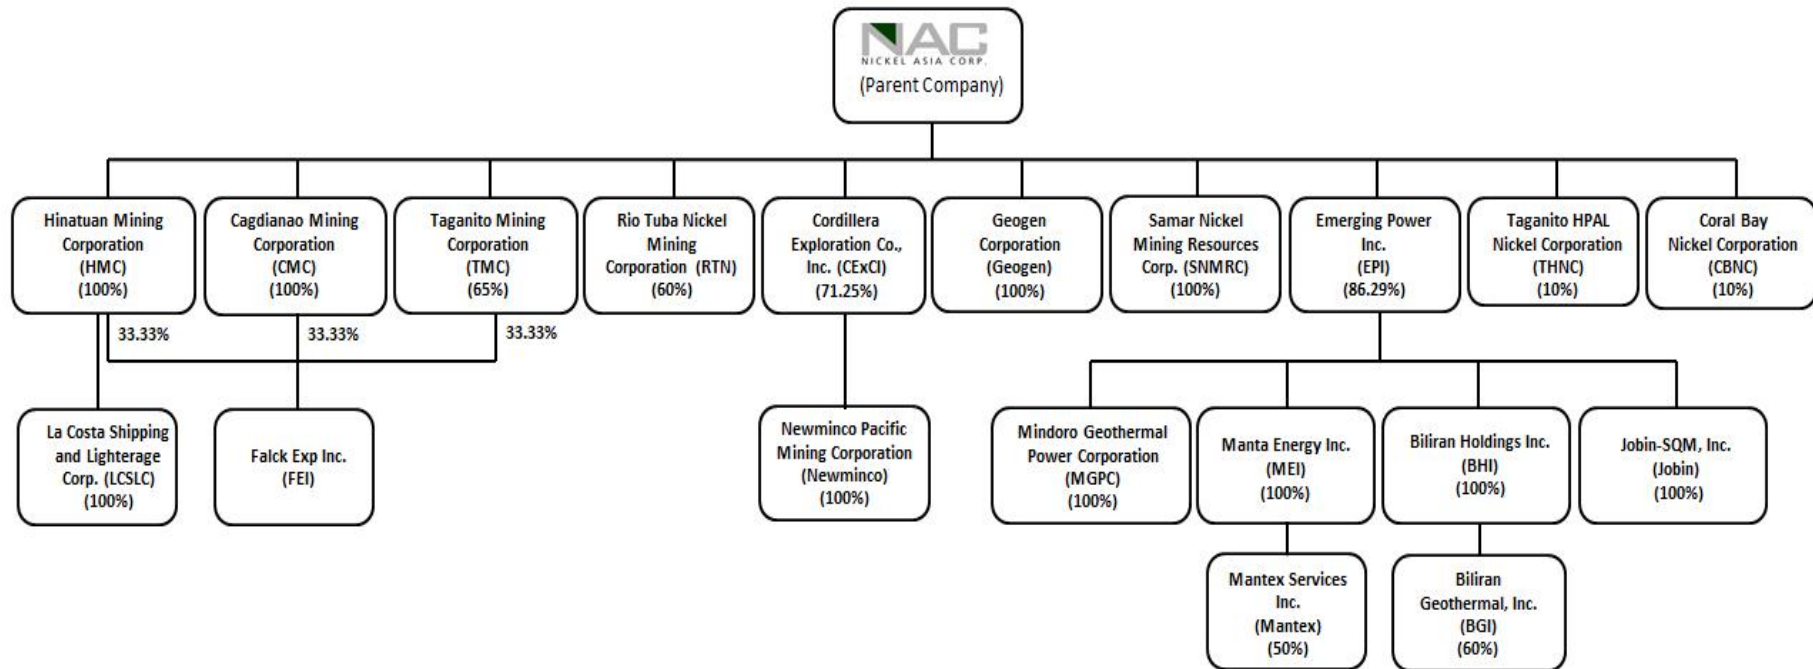 NAC
NICKEL ASIA CORP.
(Parent Company)
Hinatuan Mining
Corporation
(HMC)
(100%)
Cagdianao Mining
Corporation
(CMC)
(100%)
Taganito Mining
Corporation
(TMC)
(65%)
Rio Tuba Nickel
Mining
Corporation (RTN)
(60%)
Cordillera
Exploration Co.,
Inc. (CExCI)
(71.25%)
Geogen
Corporation
(Geogen)
(100%)
Samar Nickel
Mining Resources
Corp. (SNMRC)
(100%)
Emerging Power
Inc.
(EPI)
(86.29%)
Taganito HPAL
Nickel Corporation
(THNC)
(10%)
Coral Bay
Nickel Corporation
(CBNC)
(10%)
33.33%
33.33%
33.33%
La Costa Shipping
and Lighterage
Corp. (LCSLC)
(100%)
Falck Exp Inc.
(FEI)
Newminco Pacific
Mining Corporation
(Newminco)
(100%)
Mindoro Geothermal
Power Corporation
(MGPC)
(100%)
Manta Energy Inc.
(MEI)
(100%)
Biliran Holdings Inc.
(BHI)
(100%)
Jobin-SQM, Inc.
(Jobin)
(100%)
Mantex Services
Inc.
(Mantex)
(50%)
Biliran
Geothermal, Inc.
(BGI)
(60%)